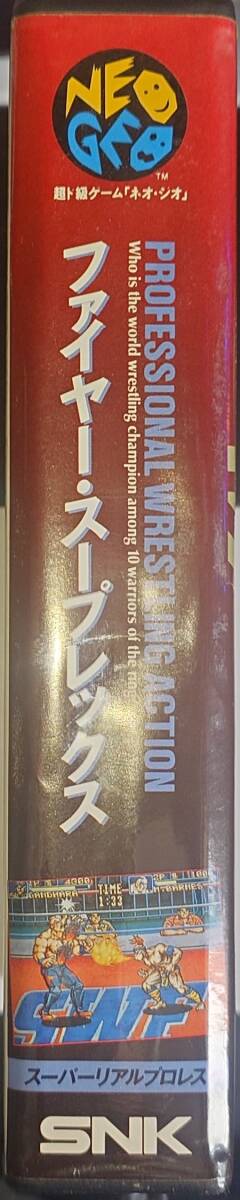 NEO
GEO
TM
超ド級ゲーム「ネオ・ジオ」
PROFESSIONAL WRESTLING ACTION
Who is the world wrestling champion among 10 warriors of the
ファイヤー・スープレックス
TIME
1:33
SNK
スーパーリアルプロレス
SNK